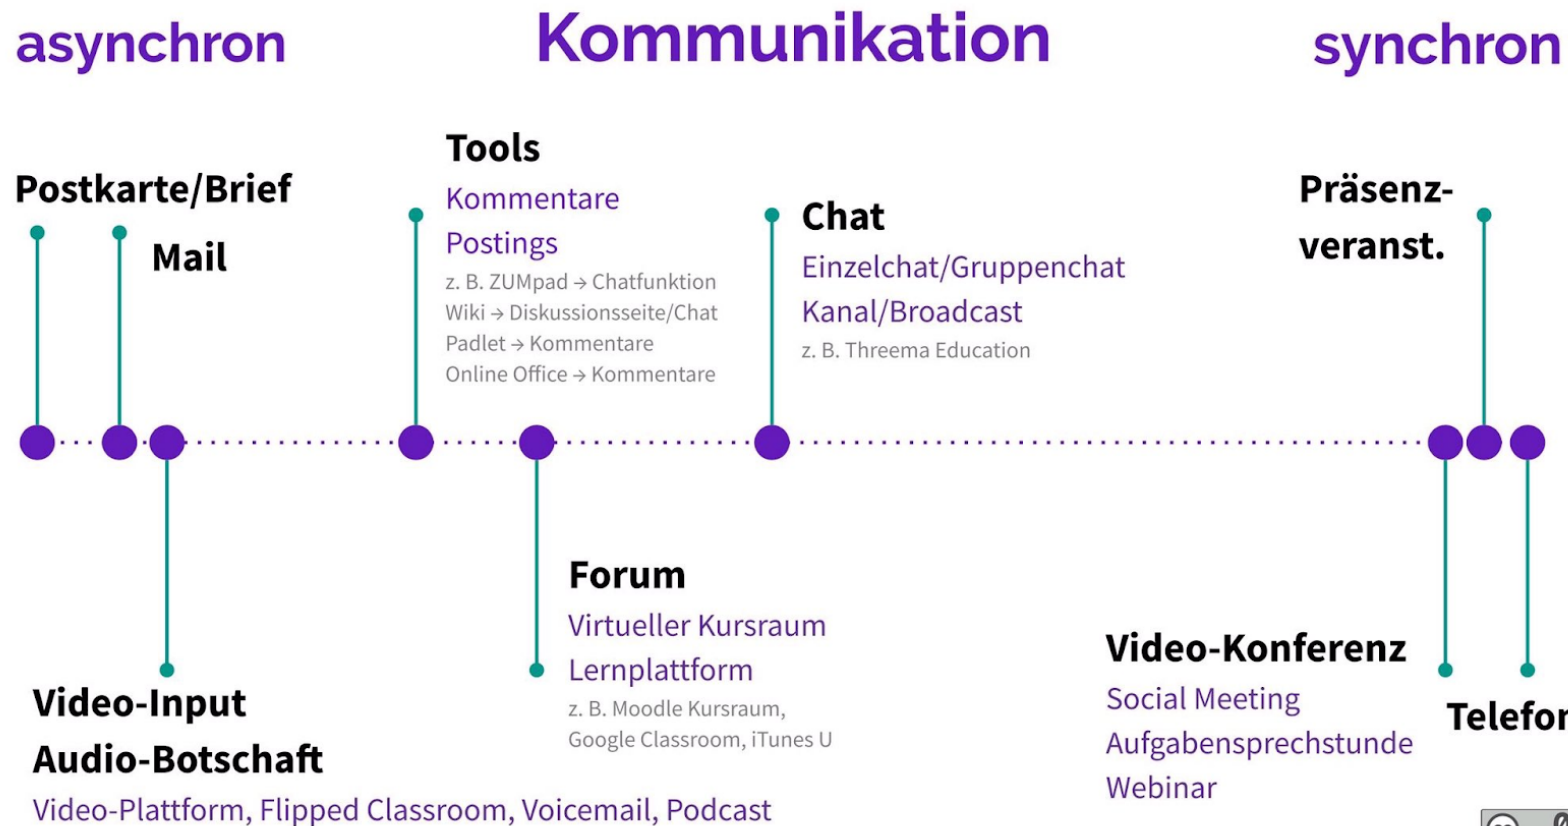 asynchron
Kommunikation
synchron
Postkarte/Brief
Mail
Tools
Kommentare
Postings
z. B. ZUMpad → Chatfunktion
Wiki → Diskussionsseite/Chat
Padlet → Kommentare
Online Office → Kommentare
Chat
Einzelchat/Gruppenchat
Kanal/Broadcast
z. B. Threema Education
Präsenz-
veranst.
Video-Input
Audio-Botschaft
Video-Plattform, Flipped Classroom, Voicemail, Podcast
Forum
Virtueller Kursraum
Lernplattform
z. B. Moodle Kursraum,
Google Classroom, iTunes U
Video-Konferenz
Social Meeting
Aufgabensprechstunde
Webinar